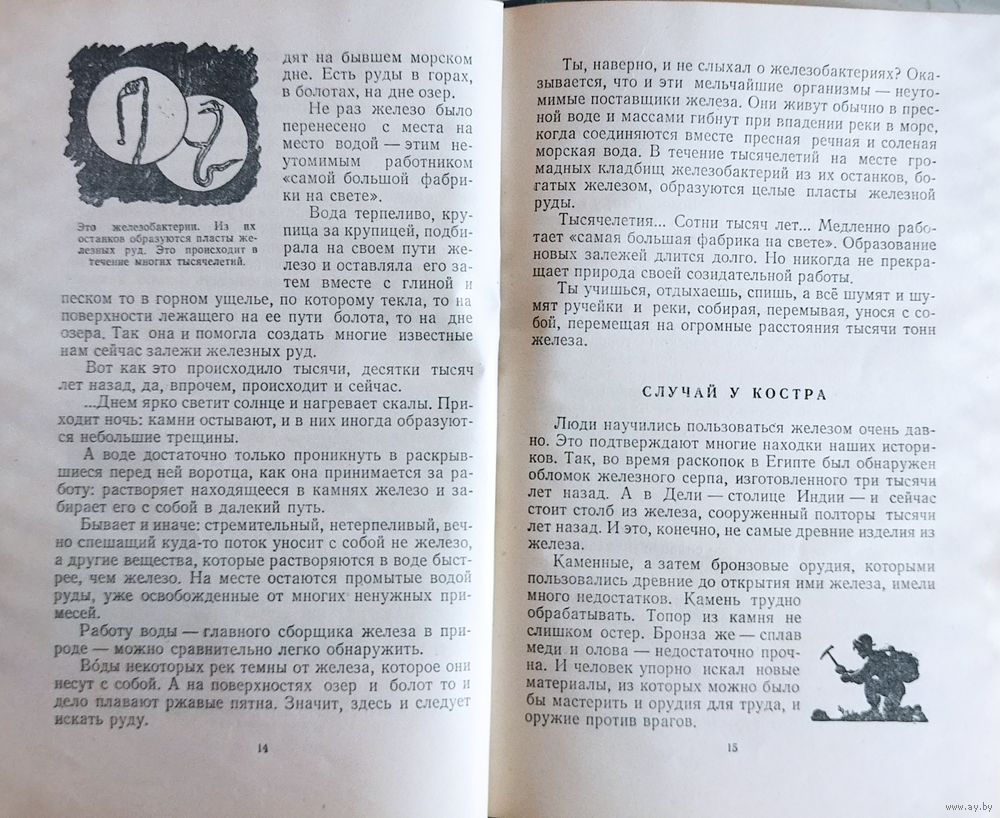 дят на бывшем морском
дне. Есть руды в горах,
в болотах, на дне озер.
Не раз железо было
перенесено с места на
место водой — этим не-
утомимым работником
«самой большой фабри-
ки на свете».
Вода терпеливо, кру-
пица за крупицей, подби-
рала на своем пути же-
лезо и оставляла его за-
тем вместе с глиной и
Это железобактерии. Из их
останков образуются пласты же-
лезных руд. Это происходит в
течение многих тысячелетий.
песком то в горном ущелье, по которому текла, то на
поверхности лежащего на ее пути болота, то на дне
озера. Так она и помогла создать многие известные
нам сейчас залежи железных руд.
Вот как это происходило тысячи, десятки тысяч
лет назад, да, впрочем, происходит и сейчас.
...Днем ярко светит солнце и нагревает скалы. При-
ходит ночь: камни остывают, и в них иногда образуют-
ся небольшие трещины.
А воде достаточно только проникнуть в раскрыв-
шиеся перед ней воротца, как она принимается за ра-
боту: растворяет находящееся в камнях железо и за-
бирает его с собой в далекий путь.
Бывает и иначе: стремительный, нетерпеливый, веч-
но спешащий куда-то поток уносит с собой не железо,
а другие вещества, которые растворяются в воде быст-
рее, чем железо. На месте остаются промытые водой
руды, уже освобожденные от многих ненужных при-
месей.
Работу воды — главного сборщика железа в при-
роде — можно сравнительно легко обнаружить.
Во́ды некоторых рек темны от железа, которое они
несут с собой. А на поверхностях озер и болот то и
дело плавают ржавые пятна. Значит, здесь и следует
искать руду.
14
Ты, наверно, и не слыхал о железобактериях? Ока-
зывается, что и эти мельчайшие организмы — неуто-
мимые поставщики железа. Они живут обычно в прес-
ной воде и массами гибнут при впадении реки в море,
когда соединяются вместе пресная речная и соленая
морская вода. В течение тысячелетий на месте гро-
мадных кладбищ железобактерий из их останков, бо-
гатых железом, образуются целые пласты железной
руды.
Тысячелетия... Сотни тысяч лет... Медленно рабо-
тает «самая большая фабрика на свете». Образование
новых залежей длится долго. Но никогда не прекра-
щает природа своей созидательной работы.
Ты учишься, отдыхаешь, спишь, а всё шумят и шу-
мят ручейки и реки, собирая, перемывая, унося с со-
бой, перемещая на огромные расстояния тысячи тонн
железа.
СЛУЧАЙ У КОСТРА
Люди научились пользоваться железом очень дав-
но. Это подтверждают многие находки наших истори-
ков. Так, во время раскопок в Египте был обнаружен
обломок железного серпа, изготовленного три тысячи
лет назад. А в Дели — столице Индии — и сейчас
стоит столб из железа, сооруженный полторы тысячи
лет назад. И это, конечно, не самые древние изделия из
железа.
Каменные, а затем бронзовые орудия, которыми
пользовались древние до открытия ими железа, имели
много недостатков. Камень трудно
обрабатывать. Топор из камня не
слишком остер. Бронза же — сплав
меди и олова — недостаточно проч-
на. И человек упорно искал новые
материалы, из которых можно было
бы мастерить и орудия для труда, и
оружие против врагов.
15
www.ay.by